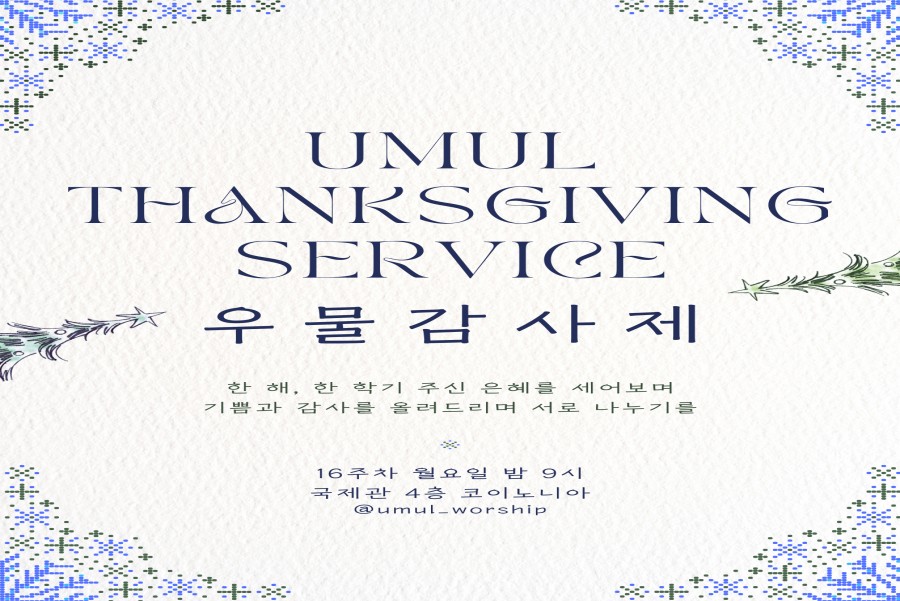 UMUL
THANKSGIVING
SERVICE
우물감사제
한 해, 한 학기 주신 은혜를 세어보며
기쁨과 감사를 올려드리며 서로 나누기를
※
16주차 월요일 밤 9시
국제관 4층 코이노니아
@umul_worship